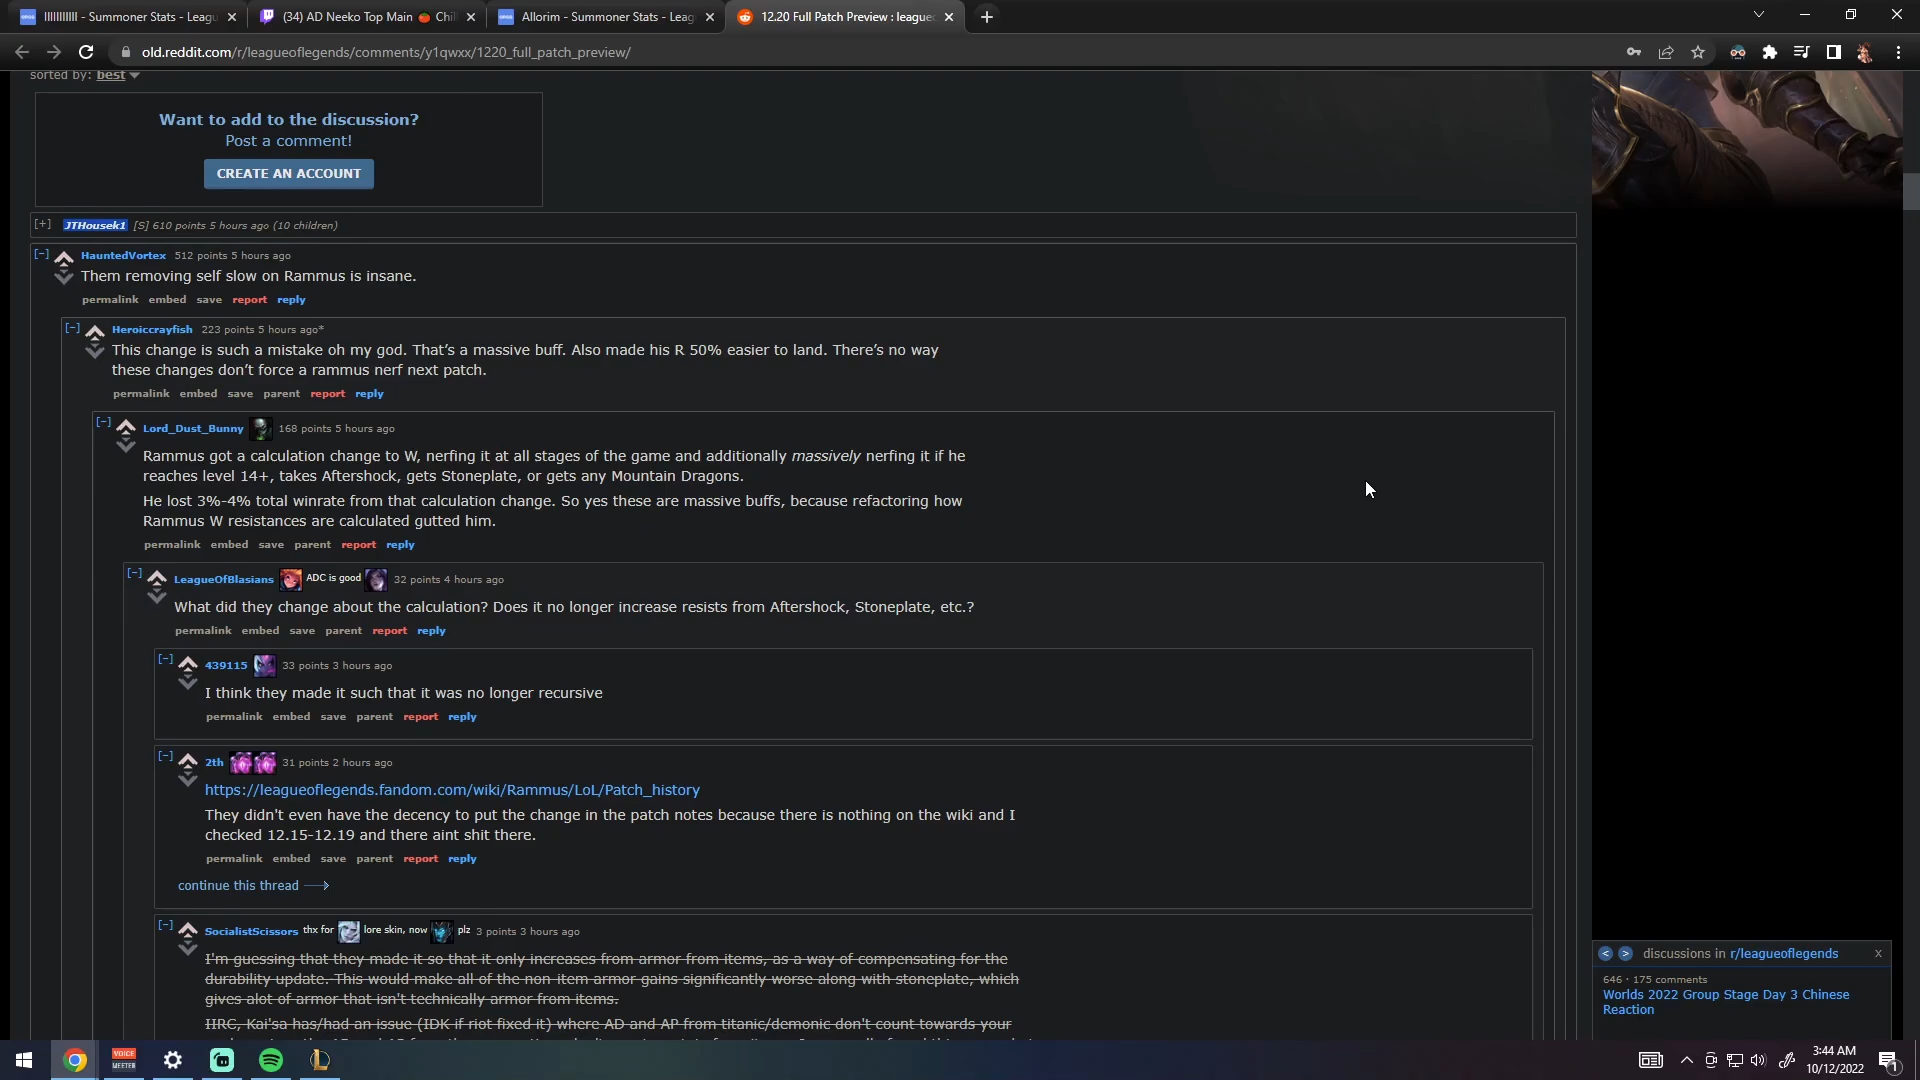 IIIIIIIIIII - Summoner Stats - Leagu
(34) AD Neeko Top Main 🍅 Chil
Allorim - Summoner Stats - Leag
12.20 Full Patch Preview : league
old.reddit.com/r/leagueoflegends/comments/y1qwxx/1220_full_patch_preview/
sorted by: best
Want to add to the discussion?
Post a comment!
CREATE AN ACCOUNT
[+] JTHousek1 [S] 610 points 5 hours ago (10 children)
[–] HauntedVortex 512 points 5 hours ago
Them removing self slow on Rammus is insane.
permalink embed save report reply
[–] Heroiccrayfish 223 points 5 hours ago*
This change is such a mistake oh my god. That's a massive buff. Also made his R 50% easier to land. There's no way
these changes don't force a rammus nerf next patch.
permalink embed save parent report reply
[–] Lord_Dust_Bunny 168 points 5 hours ago
Rammus got a calculation change to W, nerfing it at all stages of the game and additionally massively nerfing it if he
reaches level 14+, takes Aftershock, gets Stoneplate, or gets any Mountain Dragons.
He lost 3%-4% total winrate from that calculation change. So yes these are massive buffs, because refactoring how
Rammus W resistances are calculated gutted him.
permalink embed save parent report reply
[–] LeagueOfBlasians ADC is good 32 points 4 hours ago
What did they change about the calculation? Does it no longer increase resists from Aftershock, Stoneplate, etc.?
permalink embed save parent report reply
[–] 439115 33 points 3 hours ago
I think they made it such that it was no longer recursive
permalink embed save parent report reply
[–] 2th 31 points 2 hours ago
https://leagueoflegends.fandom.com/wiki/Rammus/LoL/Patch_history
They didn't even have the decency to put the change in the patch notes because there is nothing on the wiki and I
checked 12.15-12.19 and there aint shit there.
permalink embed save parent report reply
continue this thread
[–] SocialistScissors thx for lore skin, now plz 3 points 3 hours ago
I'm guessing that they made it so that it only increases from armor from items, as a way of compensating for the
durability update. This would make all of the non-item armor gains significantly worse along with stoneplate, which
gives alot of armor that isn't technically armor from items.
IIRC, Kai'sa has/had an issue (IDK if riot fixed it) where AD and AP from titanic/demonic don't count towards your
< > discussions in r/leagueoflegends x
646 · 175 comments
Worlds 2022 Group Stage Day 3 Chinese
Reaction
VOICE
MEETER
3:44 AM
10/12/2022
1